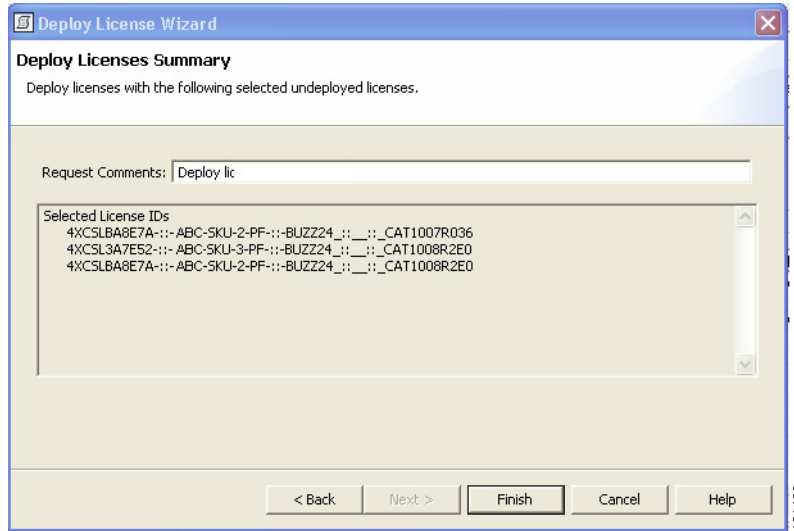 Deploy License Wizard
Deploy Licenses Summary
Deploy licenses with the following selected undeployed licenses.
Request Comments: Deploy lic
Selected License IDs
4XCSLBA8E7A-::-ABC-SKU-2-PF-::-BUZZ24_::__::_CAT1007R036
4XCSL3A7E52-::-ABC-SKU-3-PF-::-BUZZ24_::__::_CAT1008R2E0
4XCSLBA8E7A-::-ABC-SKU-2-PF-::-BUZZ24_::__::_CAT1008R2E0
< Back Next > Finish Cancel Help